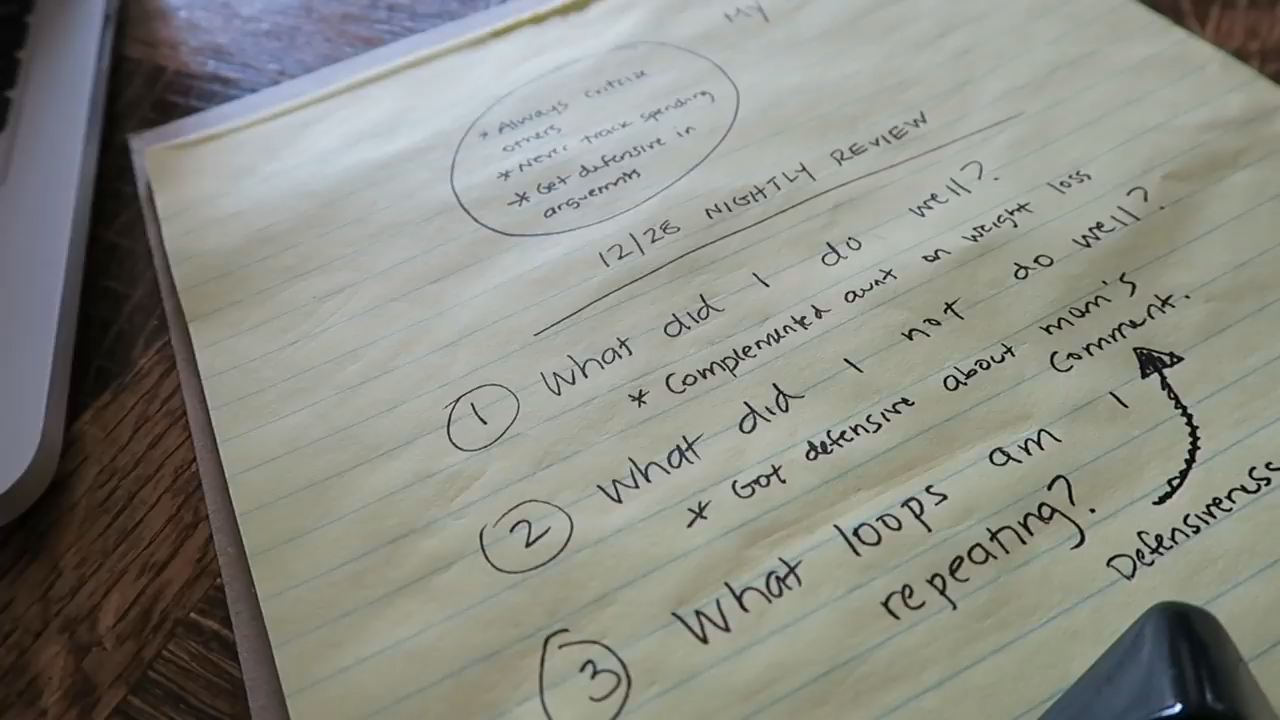 My
* Always critize
others
* Never track spending
* Get defensive in
arguemnts
12/28 NIGHTLY REVIEW
1 What did I do well?
* Complemented aunt on weight loss
2 What did I not do well?
* Got defensive about mom's
comment.
3 What loops am I
repeating?
Defensiveness